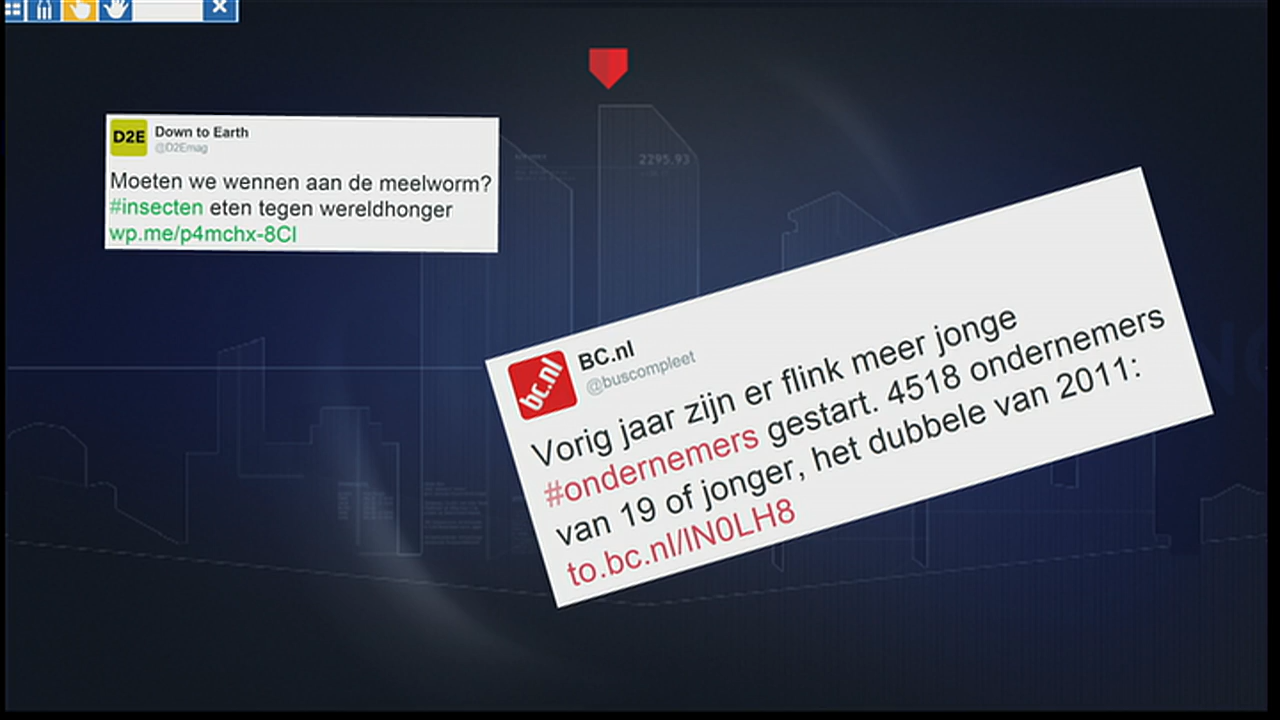 2295.93
D2E Down to Earth
@D2Emag
Moeten we wennen aan de meelworm?
#insecten eten tegen wereldhonger
wp.me/p4mchx-8CI
bc.nl BC.nl
@buscompleet
Vorig jaar zijn er flink meer jonge
#ondernemers gestart. 4518 ondernemers
van 19 of jonger, het dubbele van 2011:
to.bc.nl/IN0LH8